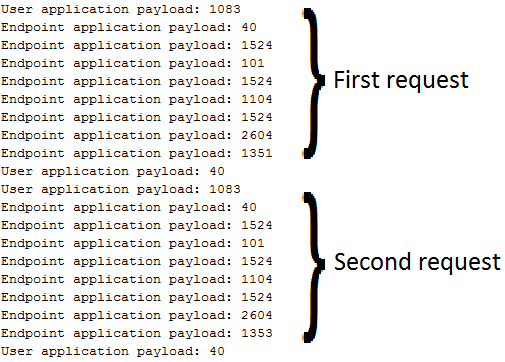 User application payload: 1083
Endpoint application payload: 40
Endpoint application payload: 1524
Endpoint application payload: 101
Endpoint application payload: 1524
Endpoint application payload: 1104
Endpoint application payload: 1524
Endpoint application payload: 2604
Endpoint application payload: 1351
First request
User application payload: 40
User application payload: 1083
Endpoint application payload: 40
Endpoint application payload: 1524
Endpoint application payload: 101
Endpoint application payload: 1524
Endpoint application payload: 1104
Endpoint application payload: 1524
Endpoint application payload: 2604
Endpoint application payload: 1353
Second request
User application payload: 40